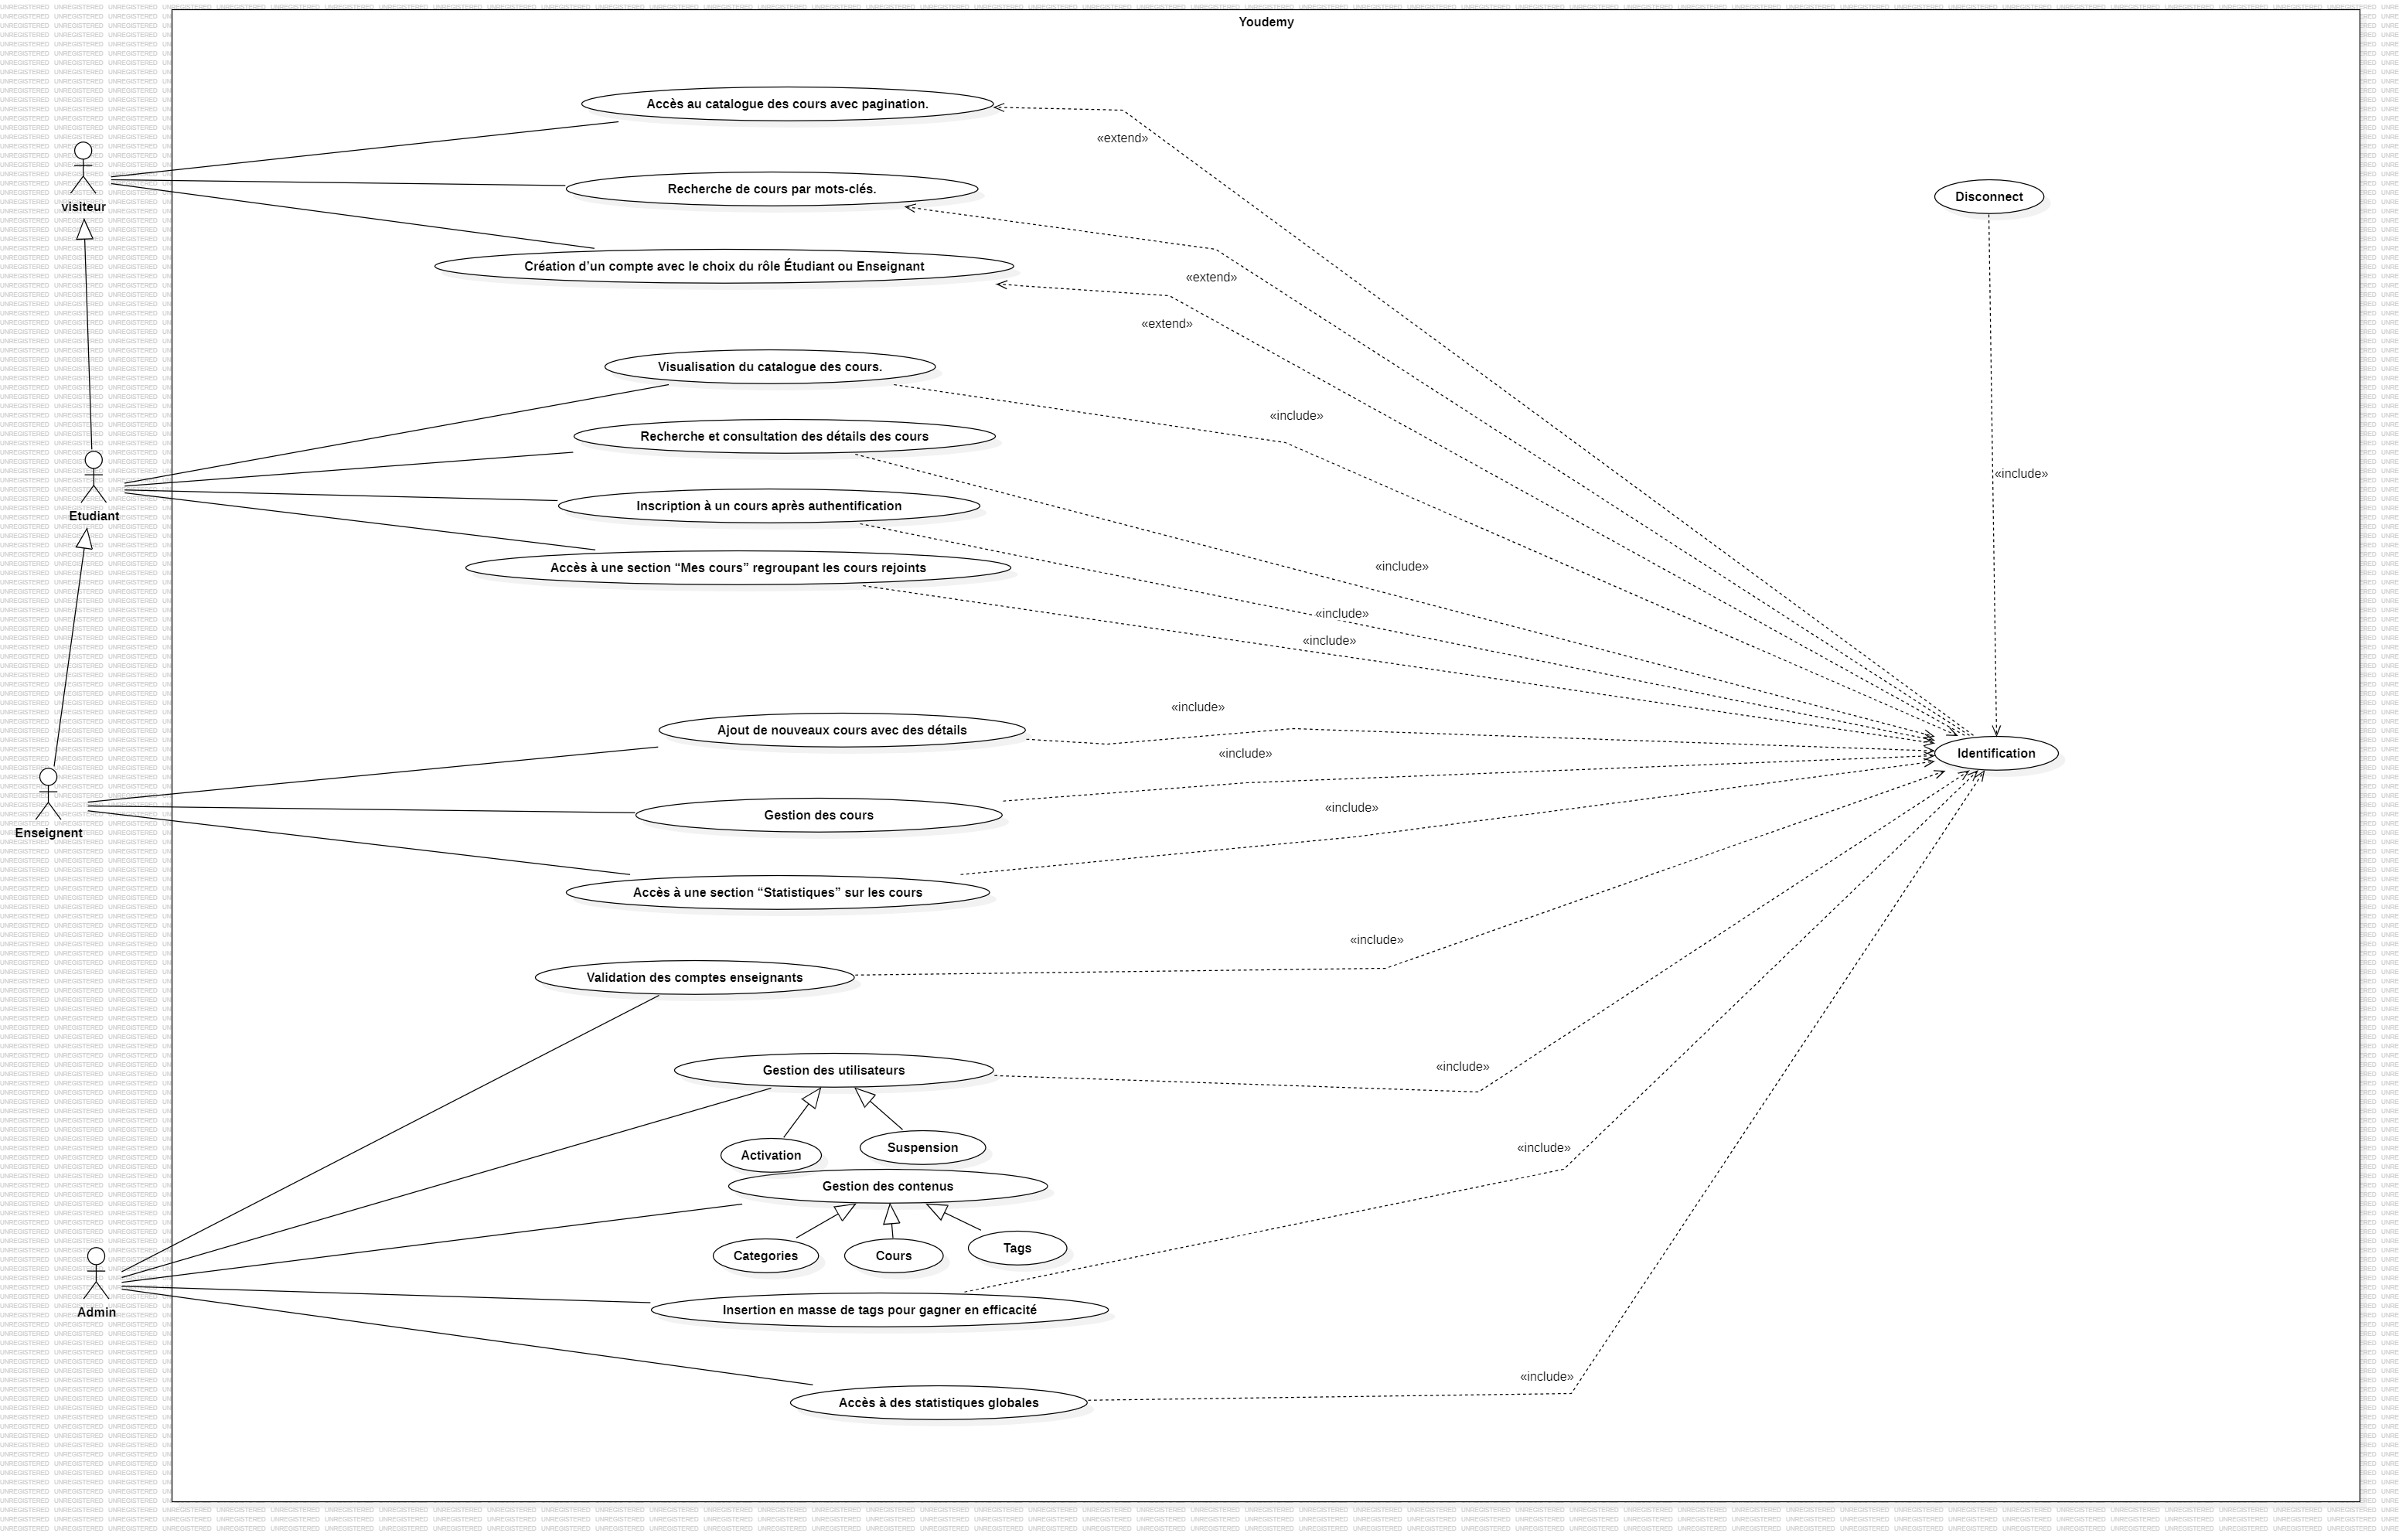 Youdemy
Accès au catalogue des cours avec pagination.
«extend»
visiteur
Recherche de cours par mots-clés.
Disconnect
Création d’un compte avec le choix du rôle Étudiant ou Enseignant
«extend»
«extend»
Visualisation du catalogue des cours.
«include»
Recherche et consultation des détails des cours
«include»
Etudiant
Inscription à un cours après authentification
Accès à une section “Mes cours” regroupant les cours rejoints
«include»
«include»
«include»
«include»
Ajout de nouveaux cours avec des détails
«include»
Identification
Enseignent
Gestion des cours
«include»
Accès à une section “Statistiques” sur les cours
«include»
Validation des comptes enseignants
Gestion des utilisateurs
«include»
Activation
Suspension
«include»
Gestion des contenus
Categories
Cours
Tags
Admin
Insertion en masse de tags pour gagner en efficacité
«include»
Accès à des statistiques globales
UNREGISTERED